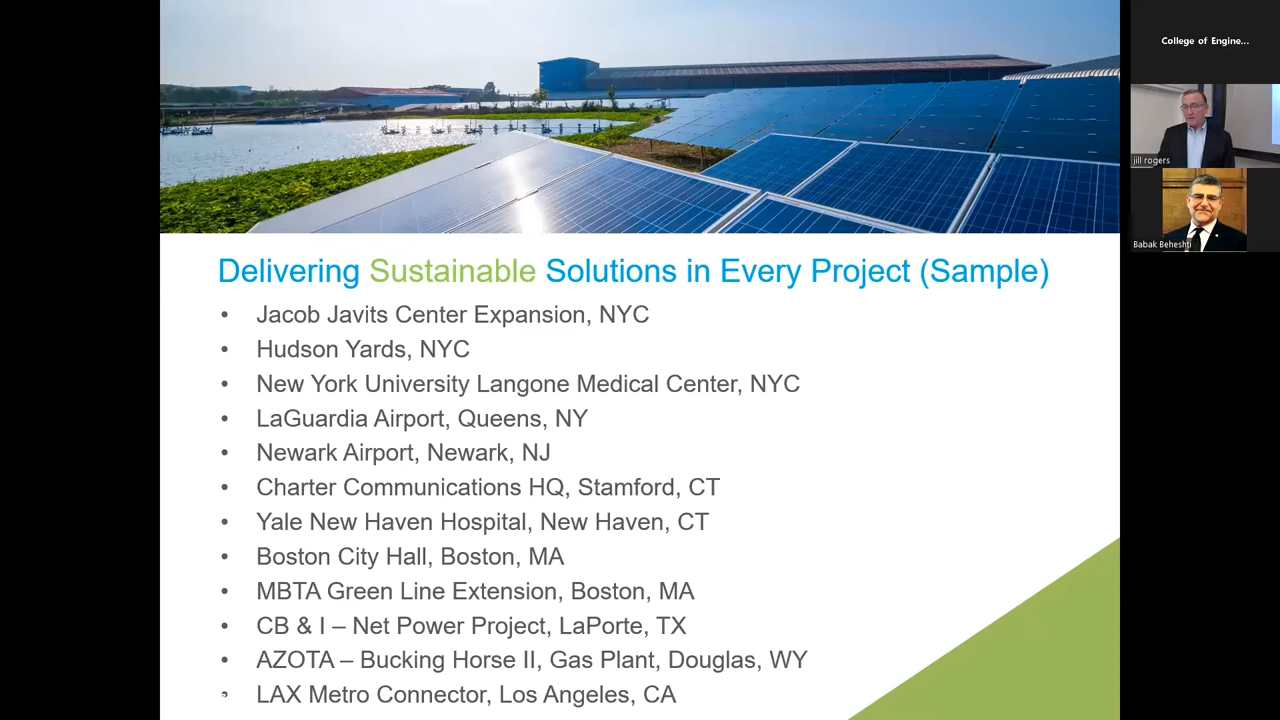 Delivering Sustainable Solutions in Every Project (Sample)
• Jacob Javits Center Expansion, NYC
• Hudson Yards, NYC
• New York University Langone Medical Center, NYC
• LaGuardia Airport, Queens, NY
• Newark Airport, Newark, NJ
• Charter Communications HQ, Stamford, CT
• Yale New Haven Hospital, New Haven, CT
• Boston City Hall, Boston, MA
• MBTA Green Line Extension, Boston, MA
• CB & I – Net Power Project, LaPorte, TX
• AZOTA – Bucking Horse II, Gas Plant, Douglas, WY
• LAX Metro Connector, Los Angeles, CA
College of Engine...
jill rogers
Babak Beheshti